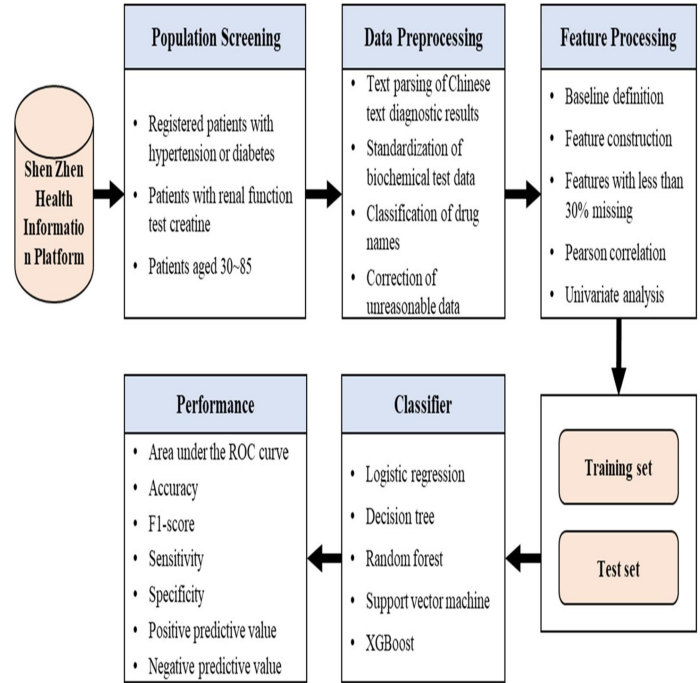 Shen Zhen
Health
Informatio
n Platform
Population Screening
• Registered patients with
hypertension or diabetes
• Patients with renal function
test creatine
• Patients aged 30~85
Data Preprocessing
• Text parsing of Chinese
text diagnostic results
• Standardization of
biochemical test data
• Classification of drug
names
• Correction of
unreasonable data
Feature Processing
• Baseline definition
• Feature construction
• Features with less than
30% missing
• Pearson correlation
• Univariate analysis
Training set
Test set
Classifier
• Logistic regression
• Decision tree
• Random forest
• Support vector machine
• XGBoost
Performance
• Area under the ROC curve
• Accuracy
• F1-score
• Sensitivity
• Specificity
• Positive predictive value
• Negative predictive value